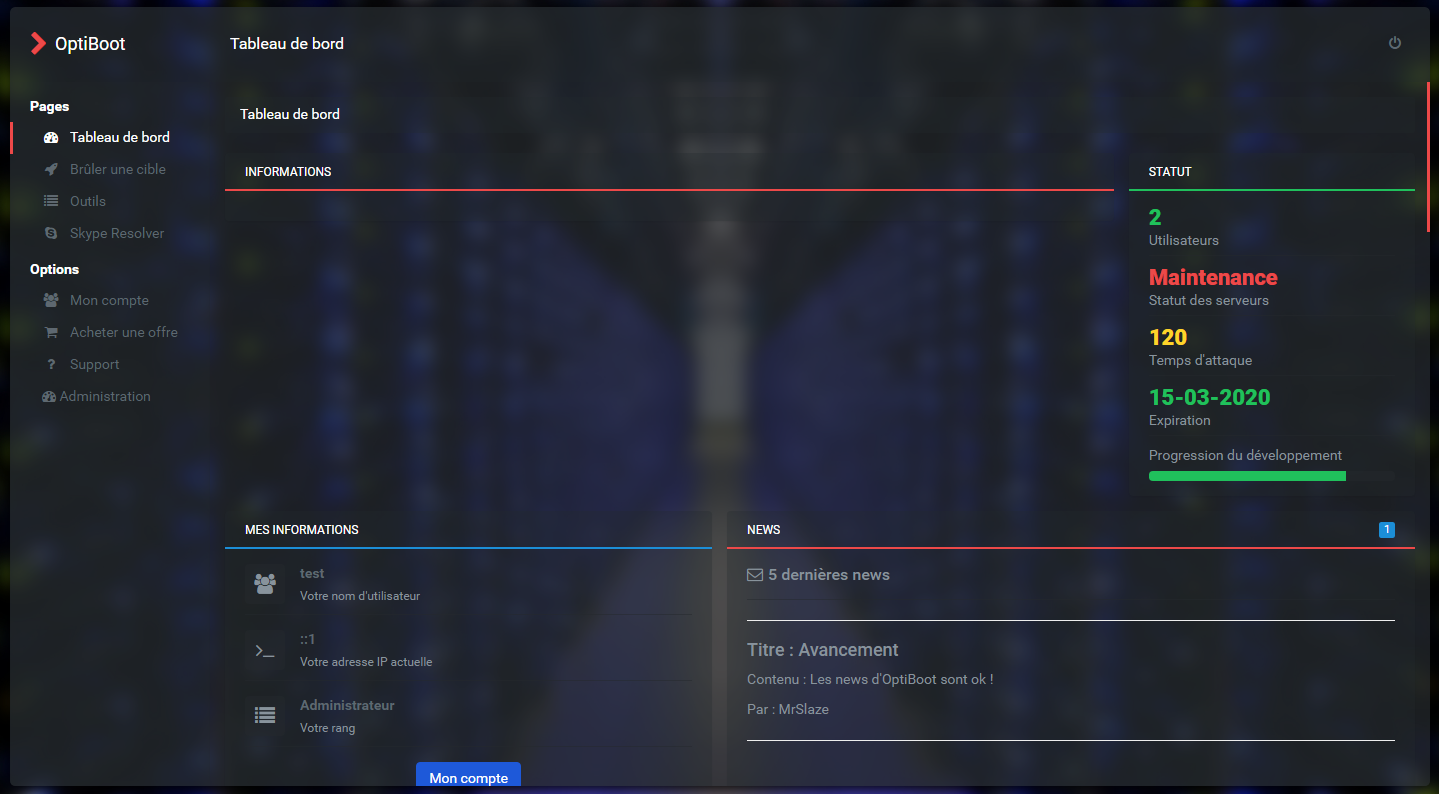 OptiBoot
Tableau de bord
Pages
Tableau de bord
Brûler une cible
Outils
Skype Resolver
Options
Mon compte
Acheter une offre
? Support
Administration
Tableau de bord
INFORMATIONS
STATUT
2
Utilisateurs
Maintenance
Statut des serveurs
120
Temps d'attaque
15-03-2020
Expiration
Progression du développement
MES INFORMATIONS
test
Votre nom d'utilisateur
::1
Votre adresse IP actuelle
Administrateur
Votre rang
Mon compte
NEWS
1
5 dernières news
Titre : Avancement
Contenu : Les news d'OptiBoot sont ok !
Par : MrSlaze